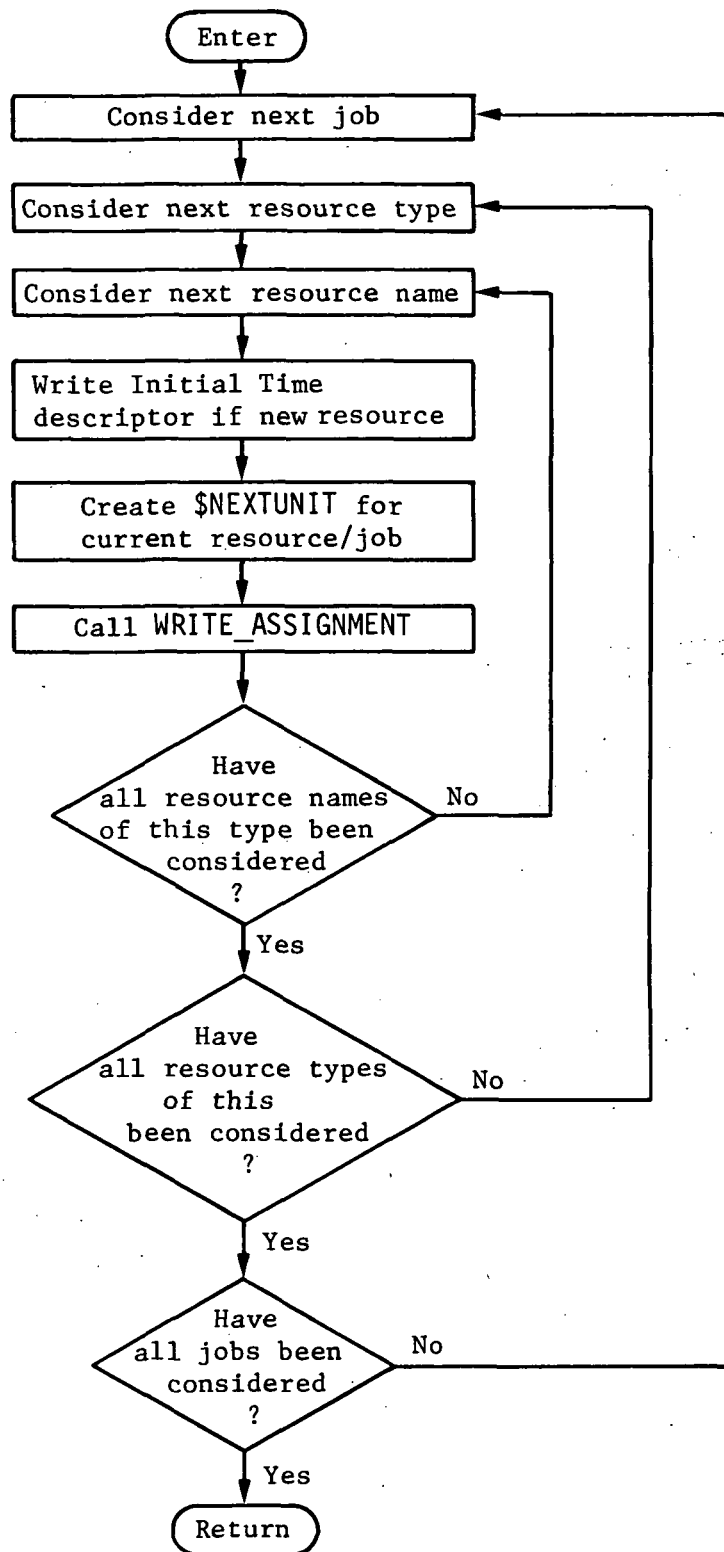 Enter
Consider next job
Consider next resource type
Consider next resource name
Write Initial Time
descriptor if new resource
Create $NEXTUNIT for
current resource/job
Call WRITE_ASSIGNMENT
Have
all resource names
of this type been
considered
?
No
Yes
Have
all resource types
of this
been considered
?
No
Yes
Have
all jobs been
considered
?
No
Yes
Return